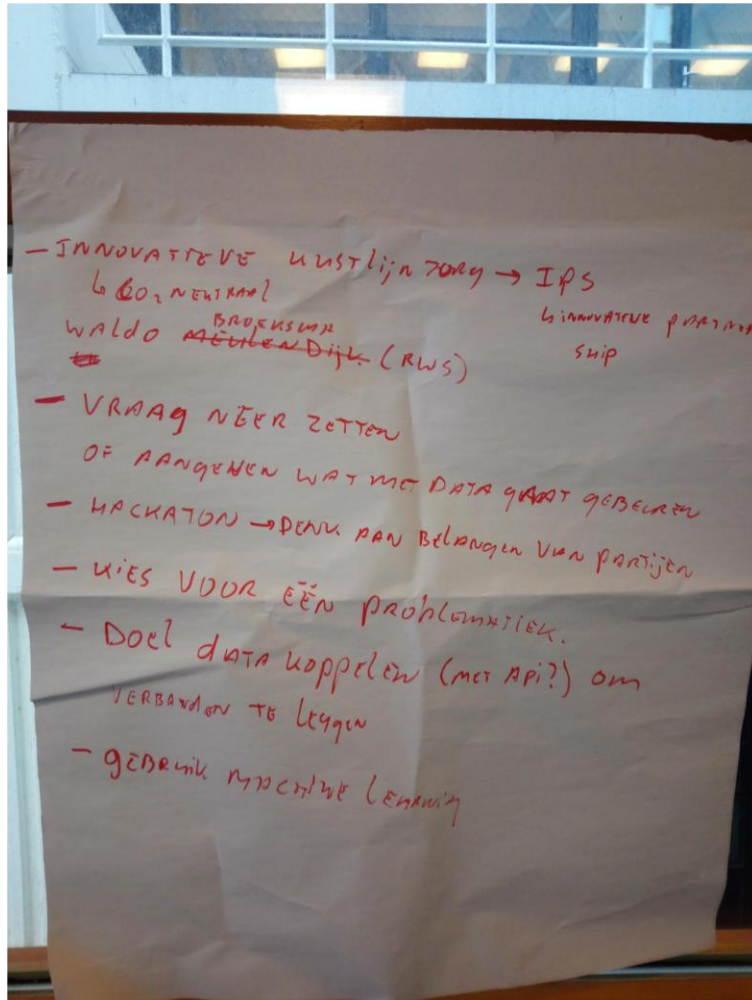 - INNOVATIEVE KUSTLIJNZORG → IPS
↳ CO₂ NEUTRAAL
↳ INNOVATIEVE PARTNER
SHIP
WALDO BROEKSMA (RWS)
- VRAAG NEER ZETTEN
OF AANGEVEN WAT MET DATA GAAT GEBEUREN
- HACKATON → DENK AAN BELANGEN VAN PARTIJEN
- KIES VOOR ÉÉN PROBLEMATIEK.
- DOEL DATA KOPPELEN (MET API?) OM
VERBANDEN TE LEGGEN
- GEBRUIK MACHINE LEARNING